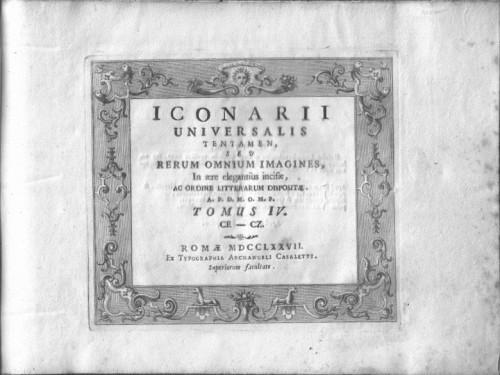 ICONARII
UNIVERSALIS
TENTAMEN,
SEU
RERUM OMNIUM IMAGINES,
In ære elegantius incisæ,
AC ORDINE LITTERARUM DISPOSITÆ
A. P. D. M. O. M. P.
TOMUS IV.
CE — CZ.
ROMÆ MDCCLXXVII.
EX TYPOGRAPHIA ARCHANGELI CASALETTI.
Superiorum facultate.